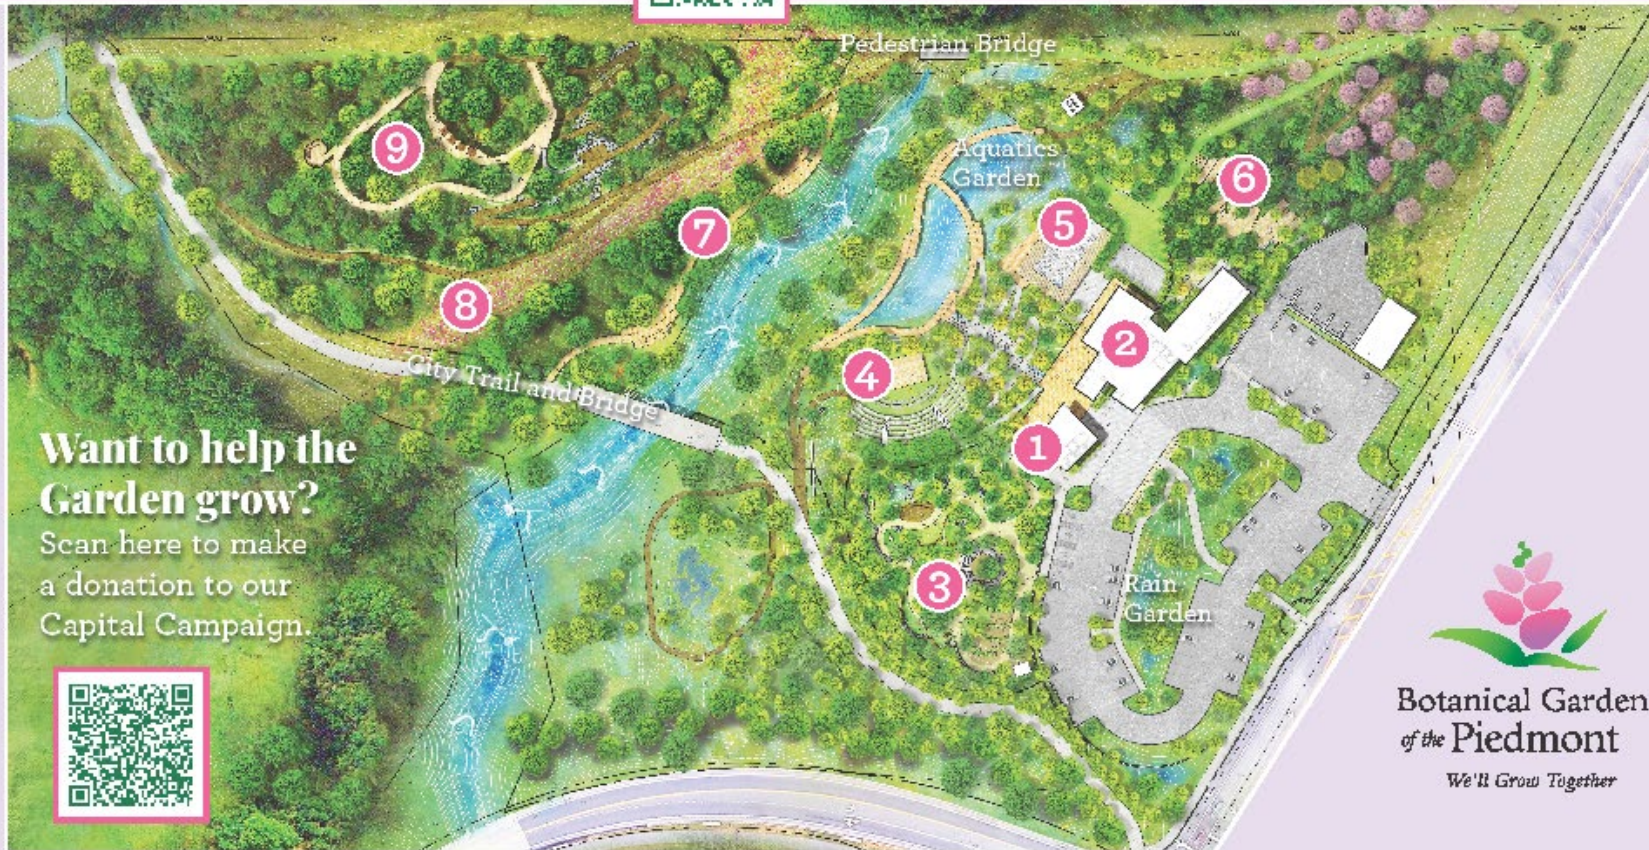 Pedestrian Bridge
9
Aquatics
Garden
6
5
7
8
2
City Trail and Bridge
4
1
Want to help the
Garden grow?
Scan here to make
a donation to our
Capital Campaign.
3
Rain
Garden
Botanical Garden
of the Piedmont
We'll Grow Together